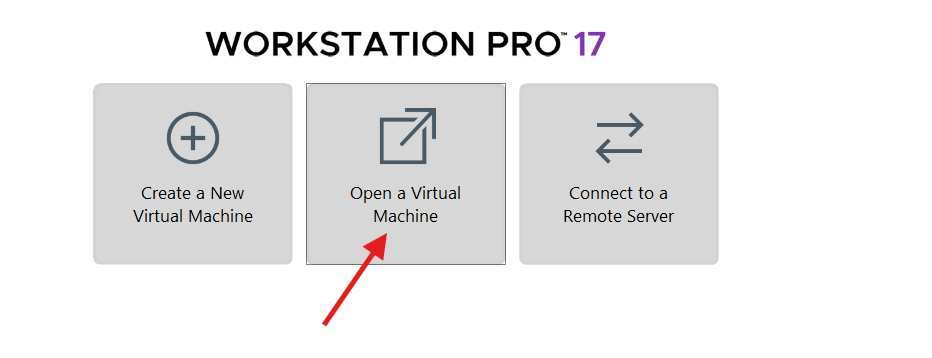 WORKSTATION PRO™ 17
Create a New
Virtual Machine
Open a Virtual
Machine
Connect to a
Remote Server